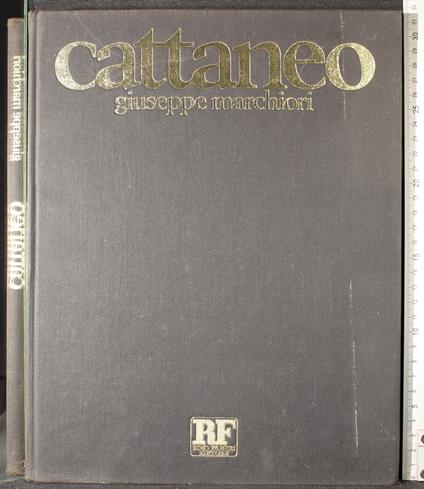 cattaneo
giuseppe marchiori
RF
cattaneo giuseppe marchiori